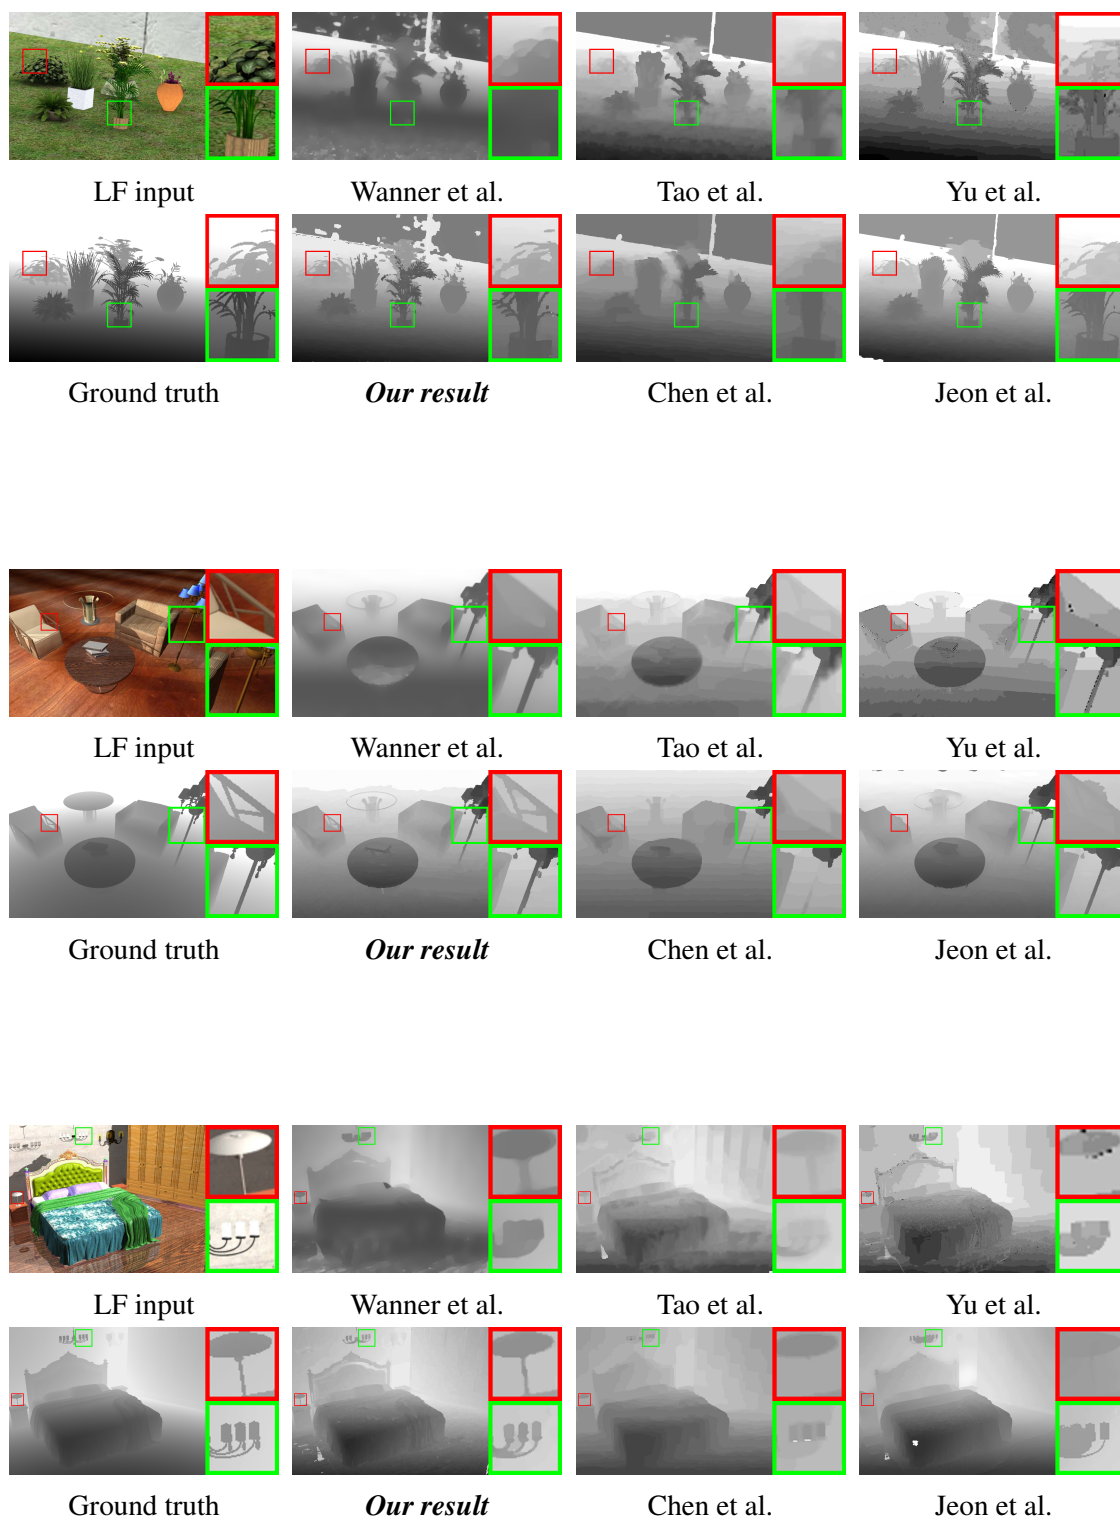 LF input
Wanner et al.
Tao et al.
Yu et al.
Ground truth
Our result
Chen et al.
Jeon et al.
LF input
Wanner et al.
Tao et al.
Yu et al.
Ground truth
Our result
Chen et al.
Jeon et al.
LF input
Wanner et al.
Tao et al.
Yu et al.
Ground truth
Our result
Chen et al.
Jeon et al.